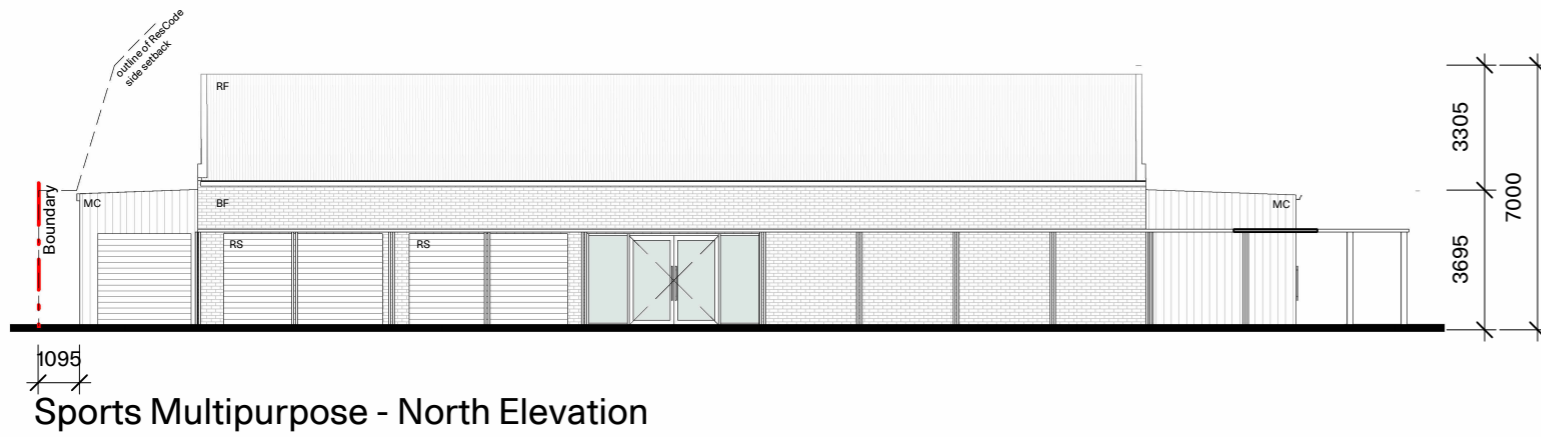 outline of ResCode
side setback
RF
3305
7000
Boundary
MC
BF
MC
RS
RS
3695
1095
Sports Multipurpose - North Elevation